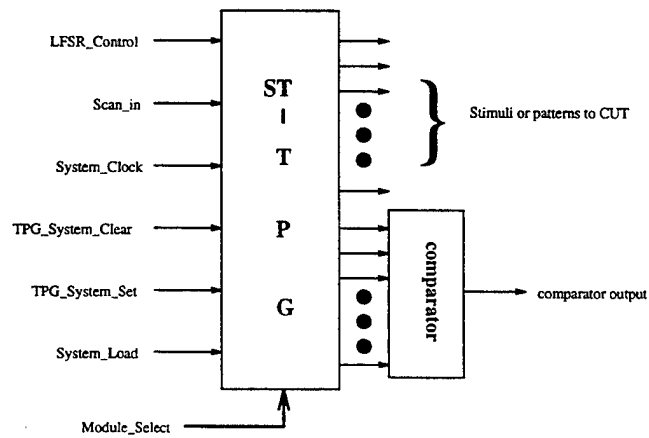 LFSR_Control
Scan_in
System_Clock
TPG_System_Clear
TPG_System_Set
System_Load
Module_Select
ST
-
T
P
G
Stimuli or patterns to CUT
comparator
comparator output